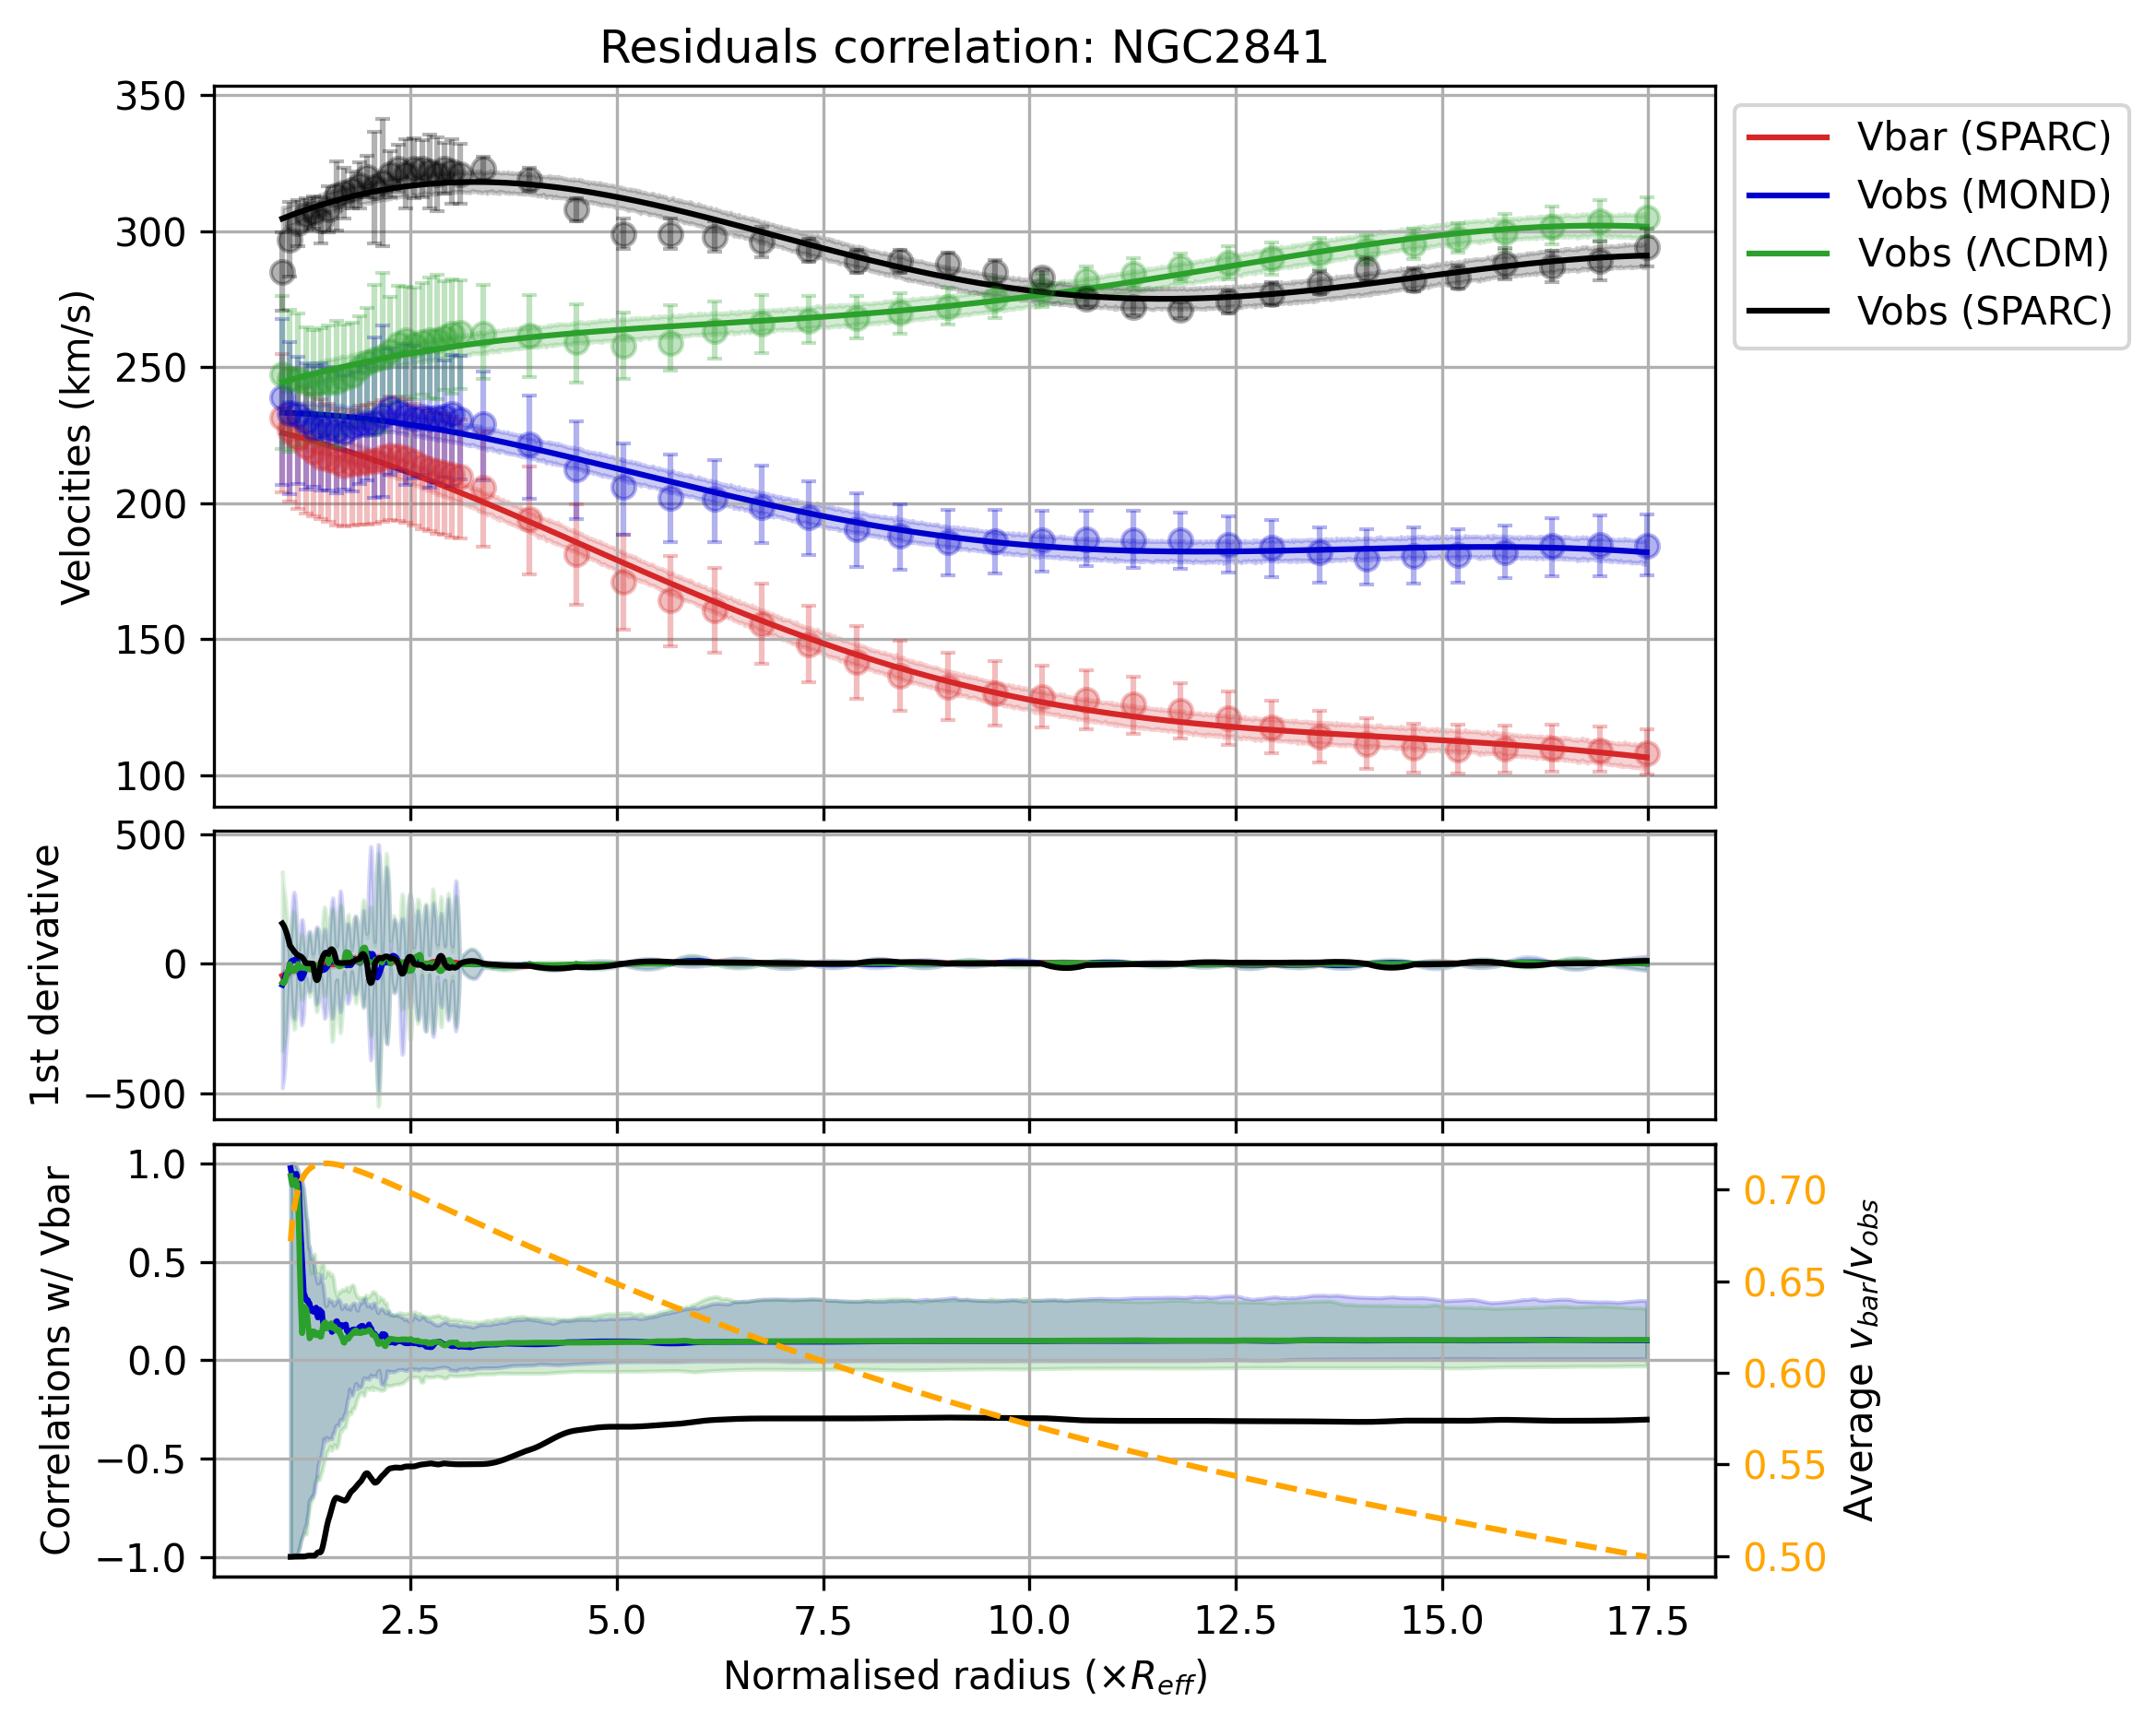 Residuals correlation: NGC2841
350
300
250
200
150
100
Velocities (km/s)
Vbar (SPARC)
Vobs (MOND)
Vobs (ΛCDM)
Vobs (SPARC)
500
0
−500
1st derivative
1.0
0.5
0.0
−0.5
−1.0
Correlations w/ Vbar
0.70
0.65
0.60
0.55
0.50
Average v_bar/v_obs
2.5 5.0 7.5 10.0 12.5 15.0 17.5
Normalised radius (×R_eff)